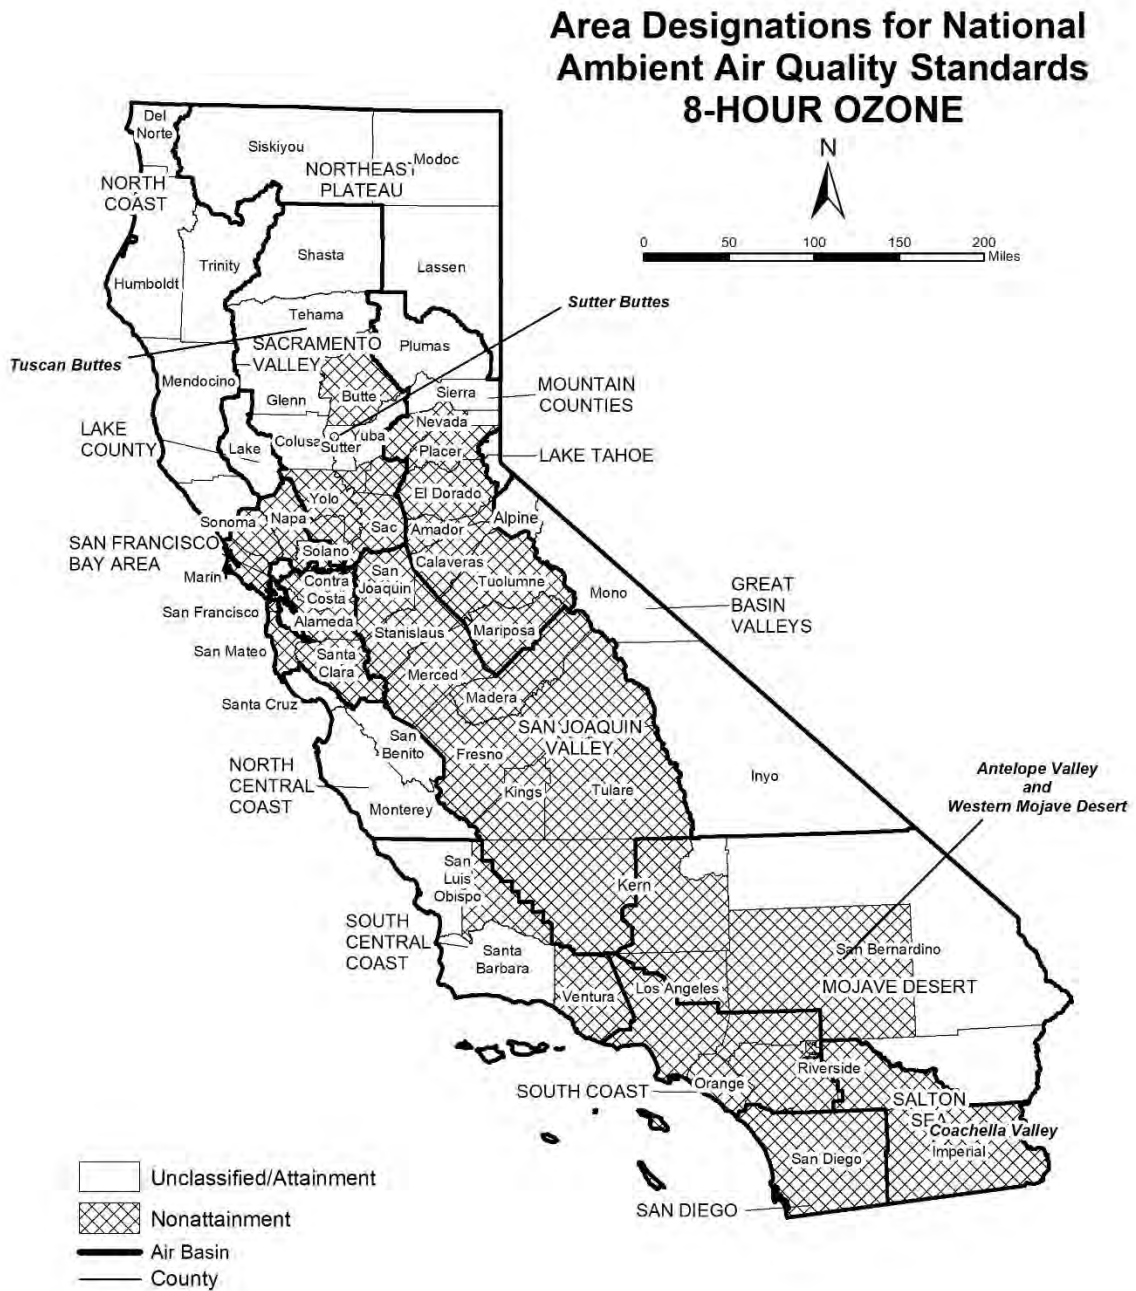 Area Designations for National
Ambient Air Quality Standards
8-HOUR OZONE
N
0 50 100 150 200
Miles
Del
Norte
Siskiyou
Modoc
NORTHEAST
PLATEAU
NORTH
COAST
Shasta
Trinity
Lassen
Humboldt
Sutter Buttes
Tehama
SACRAMENTO
VALLEY
Plumas
Tuscan Buttes
Mendocino
Butte
Sierra
MOUNTAIN
COUNTIES
Glenn
Nevada
LAKE
COUNTY
Colusa
Yuba
Sutter
Lake
Placer
LAKE TAHOE
Yolo
El Dorado
Sonoma
Napa
Sac
Alpine
Amador
SAN FRANCISCO
BAY AREA
Solano
Calaveras
Marin
Contra
Costa
San
Joaquin
Tuolumne
Mono
GREAT
BASIN
VALLEYS
San Francisco
Alameda
Stanislaus
Mariposa
San Mateo
Santa
Clara
Merced
Madera
Santa Cruz
SAN JOAQUIN
VALLEY
San
Benito
Fresno
NORTH
CENTRAL
COAST
Inyo
Kings
Tulare
Monterey
Antelope Valley
and
Western Mojave Desert
San
Luis
Obispo
Kern
SOUTH
CENTRAL
COAST
Santa
Barbara
San Bernardino
MOJAVE DESERT
Ventura
Los Angeles
Riverside
Orange
SOUTH COAST
SALTON
SEA
Coachella Valley
Imperial
San Diego
SAN DIEGO
Unclassified/Attainment
Nonattainment
Air Basin
County